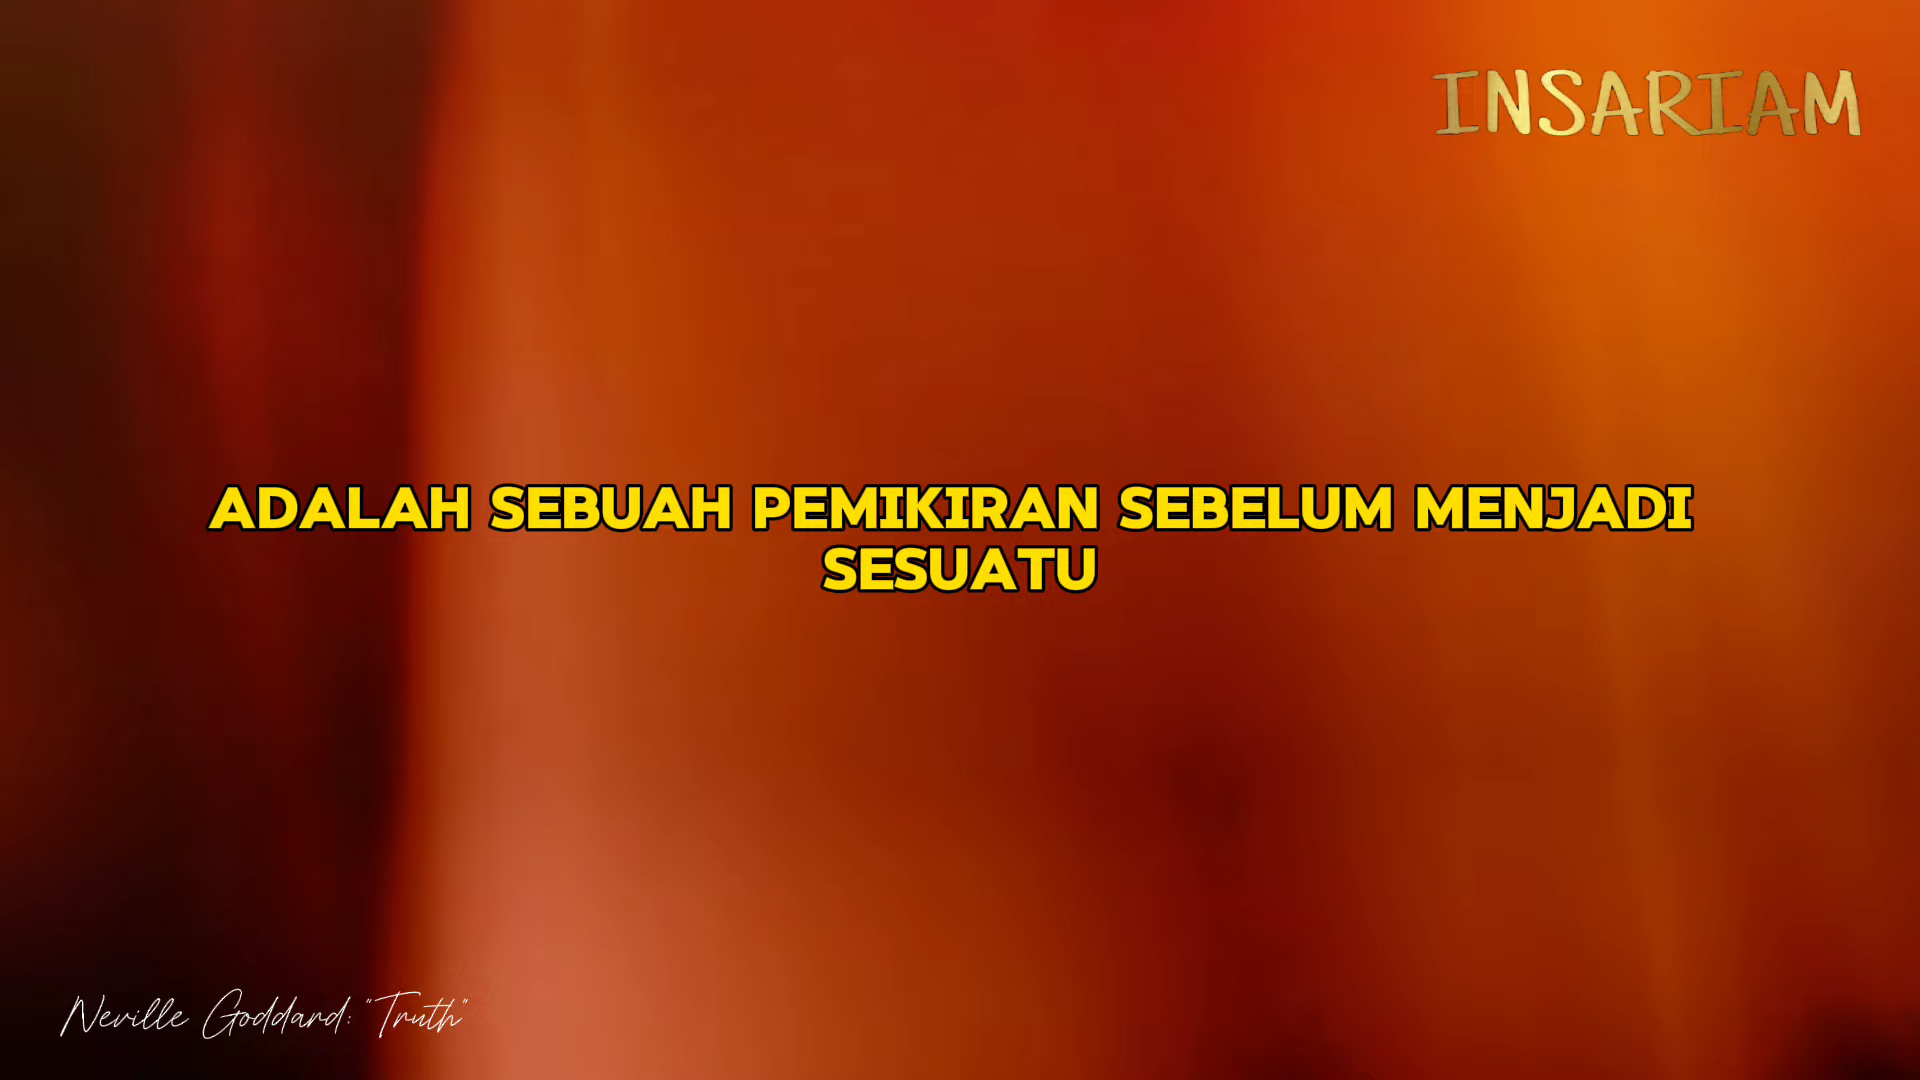 INSARIAM
ADALAH SEBUAH PEMIKIRAN SEBELUM MENJADI
SESUATU
Neville Goddard: "Truth"